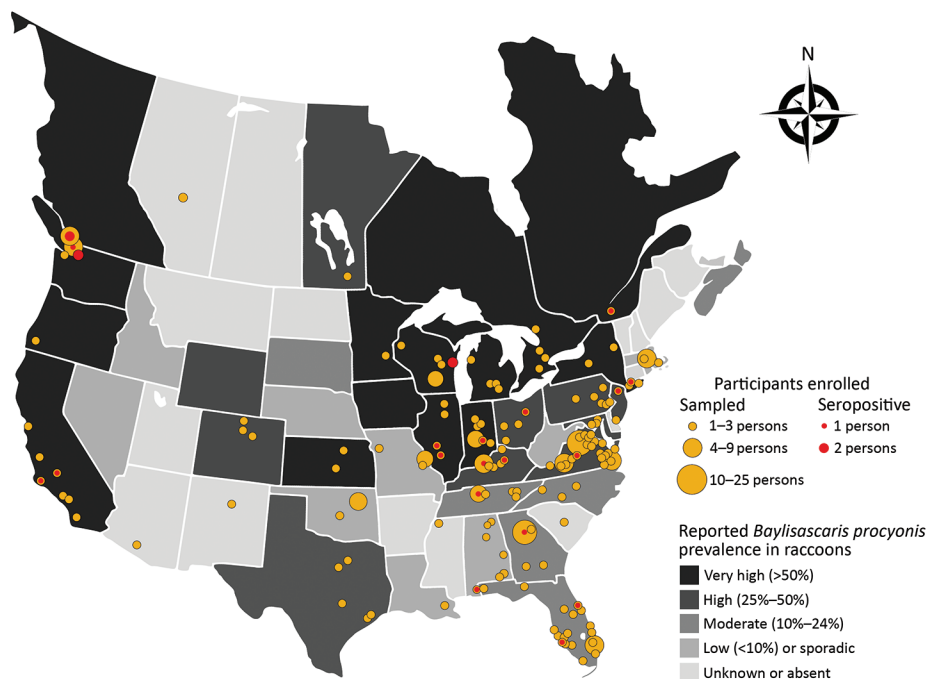 N
Participants enrolled
Sampled Seropositive
1–3 persons 1 person
4–9 persons 2 persons
10–25 persons
Reported Baylisascaris procyonis
prevalence in raccoons
Very high (>50%)
High (25%–50%)
Moderate (10%–24%)
Low (<10%) or sporadic
Unknown or absent